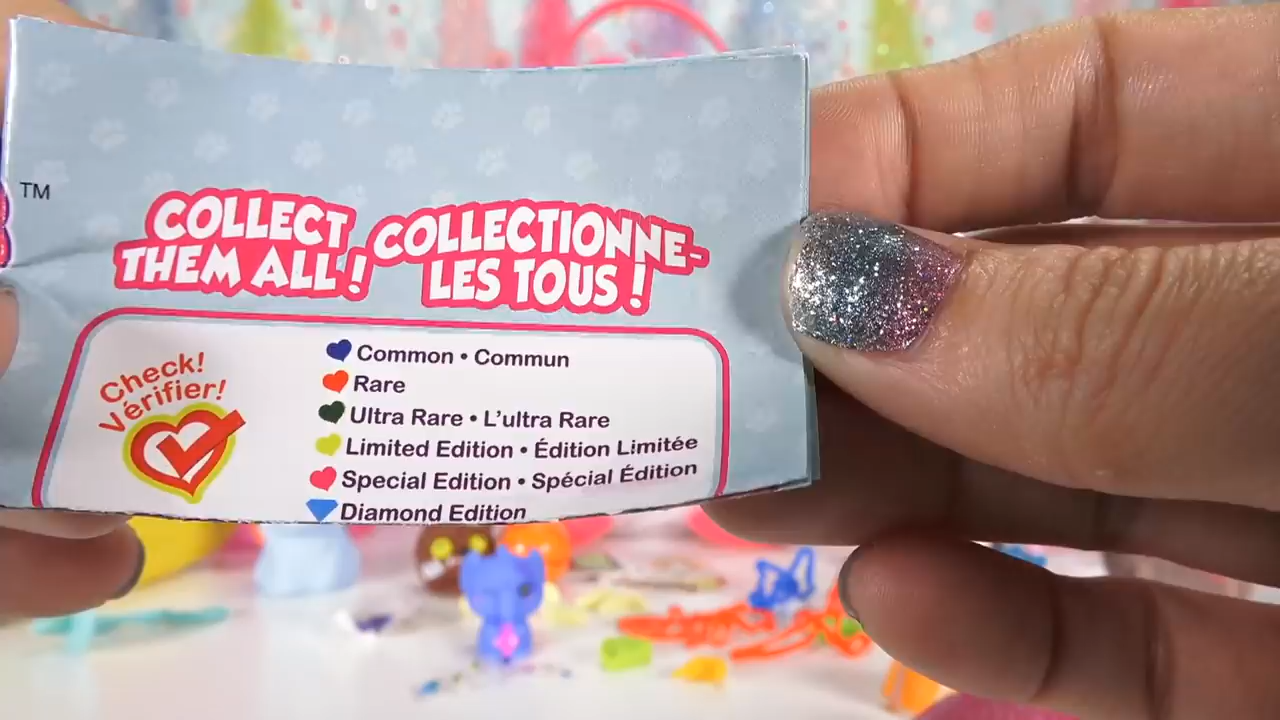 TM
COLLECT
THEM ALL!
COLLECTIONNE-
LES TOUS!
Check!
Vérifier!
Common • Commun
Rare
Ultra Rare • L'ultra Rare
Limited Edition • Édition Limitée
Special Edition • Spécial Édition
Diamond Edition